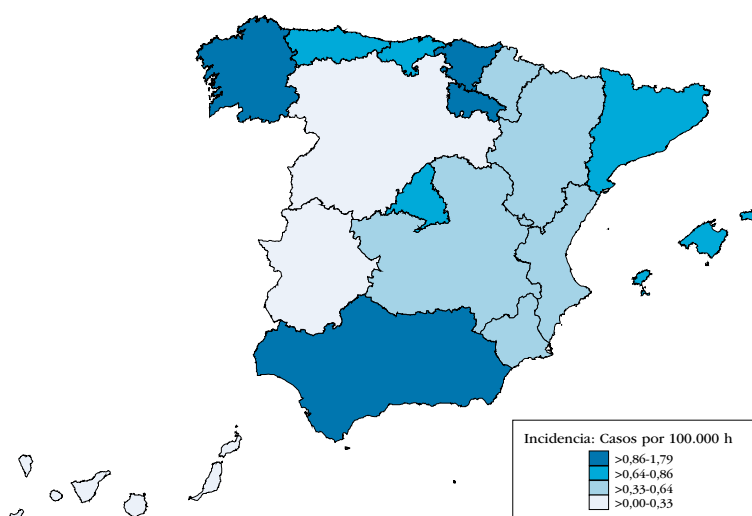 Incidencia: Casos por 100.000 h
>0,86-1,79
>0,64-0,86
>0,33-0,64
>0,00-0,33